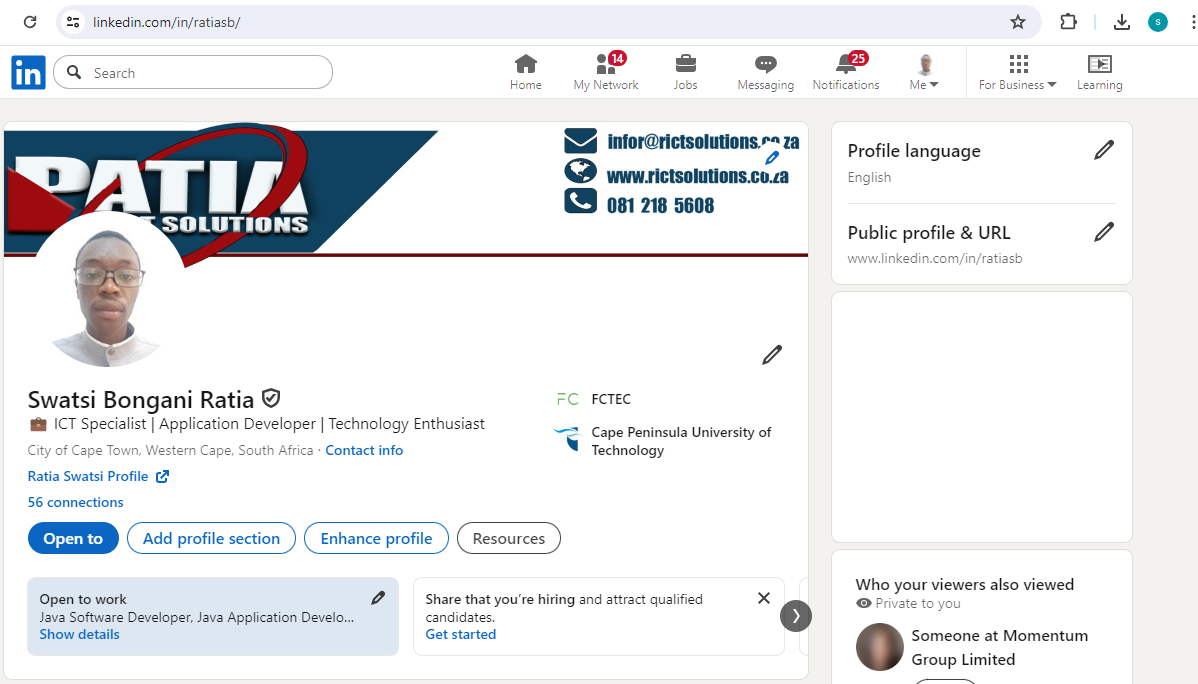 linkedin.com/in/ratiasb/
S
in
Search
Home
14
My Network
Jobs
Messaging
25
Notifications
Me
For Business
Learning
RATIA
SOLUTIONS
infor@rictsolutions.co.za
www.rictsolutions.co.za
081 218 5608
Swatsi Bongani Ratia
ICT Specialist | Application Developer | Technology Enthusiast
City of Cape Town, Western Cape, South Africa · Contact info
Ratia Swatsi Profile
56 connections
FC FCTEC
Cape Peninsula University of
Technology
Open to
Add profile section
Enhance profile
Resources
Open to work
Java Software Developer, Java Application Develo...
Show details
Share that you're hiring and attract qualified
candidates.
Get started
Profile language
English
Public profile & URL
www.linkedin.com/in/ratiasb
Who your viewers also viewed
Private to you
Someone at Momentum
Group Limited